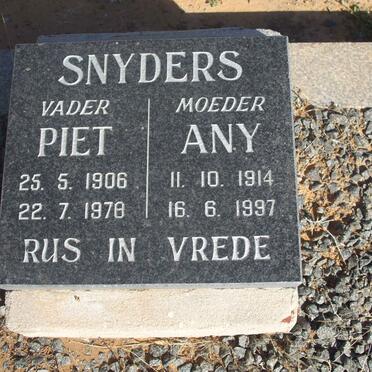 SNYDERS
VADER MOEDER
PIET ANY
25. 5. 1906 11. 10. 1914
22. 7. 1978 16. 6. 1997
RUS IN VREDE